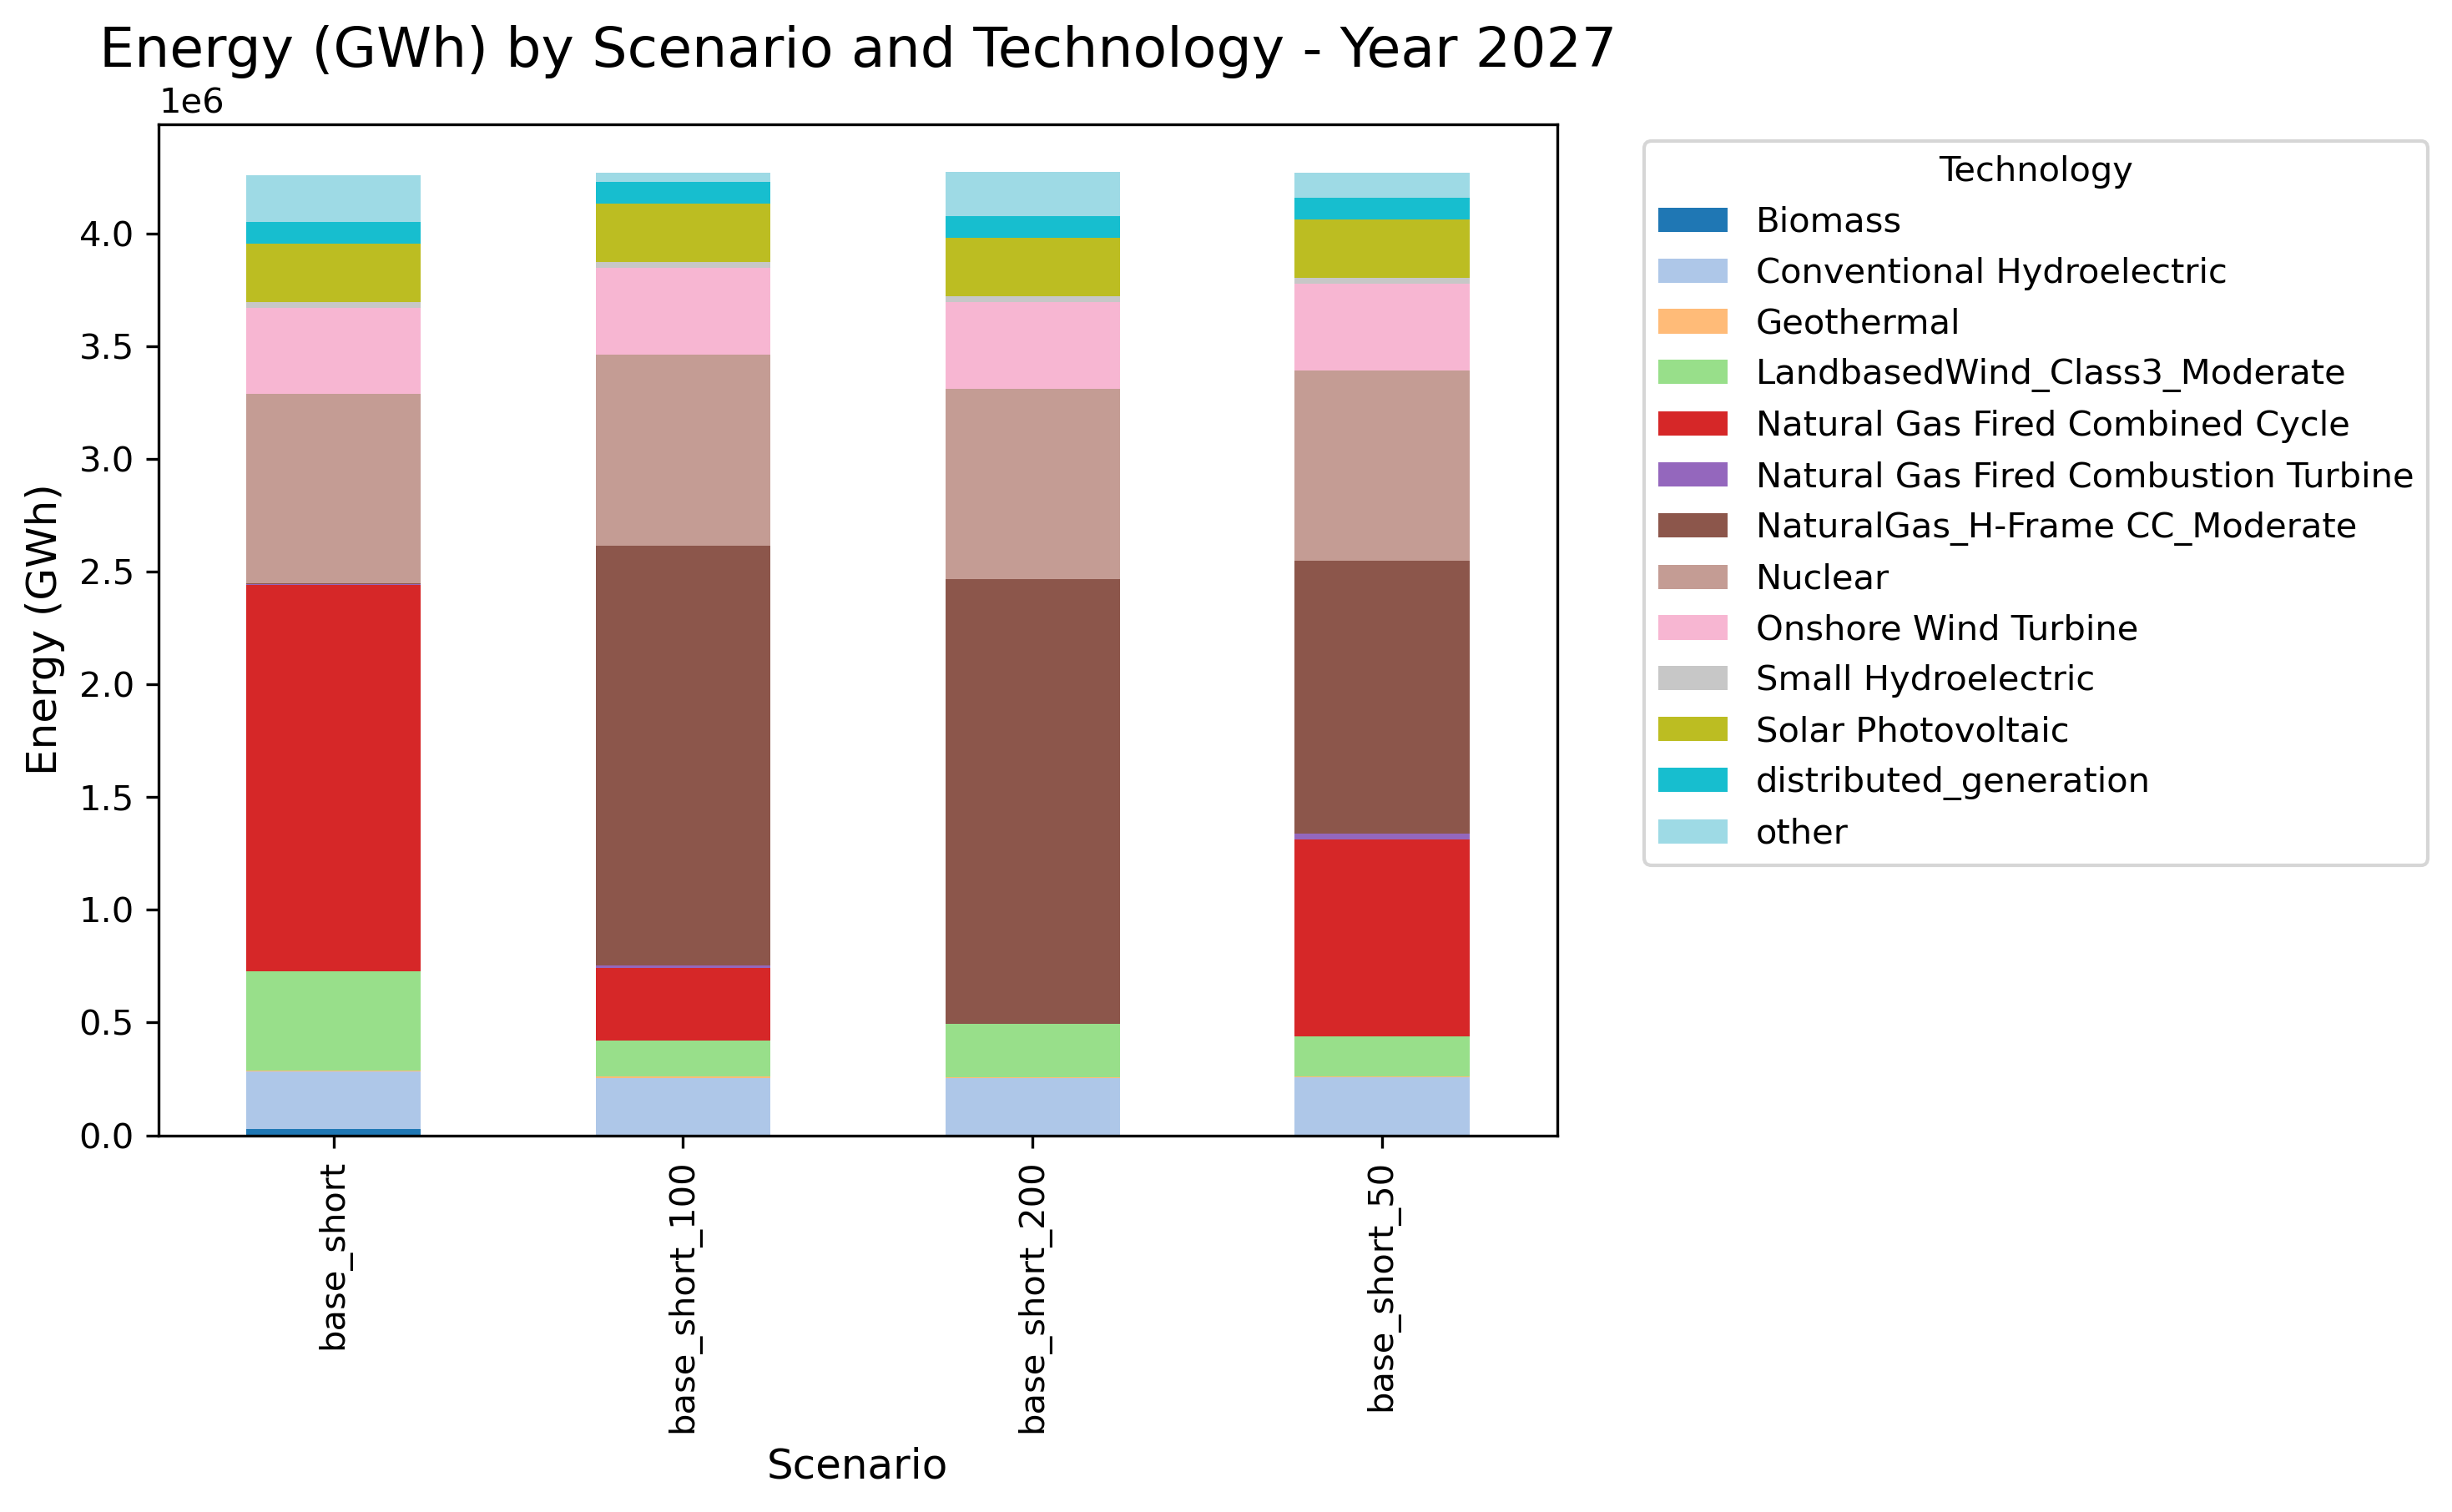 Energy (GWh) by Scenario and Technology - Year 2027
1e6
Energy (GWh)
4.0
3.5
3.0
2.5
2.0
1.5
1.0
0.5
0.0
base_short
base_short_100
base_short_200
base_short_50
Scenario
Technology
Biomass
Conventional Hydroelectric
Geothermal
LandbasedWind_Class3_Moderate
Natural Gas Fired Combined Cycle
Natural Gas Fired Combustion Turbine
NaturalGas_H-Frame CC_Moderate
Nuclear
Onshore Wind Turbine
Small Hydroelectric
Solar Photovoltaic
distributed_generation
other